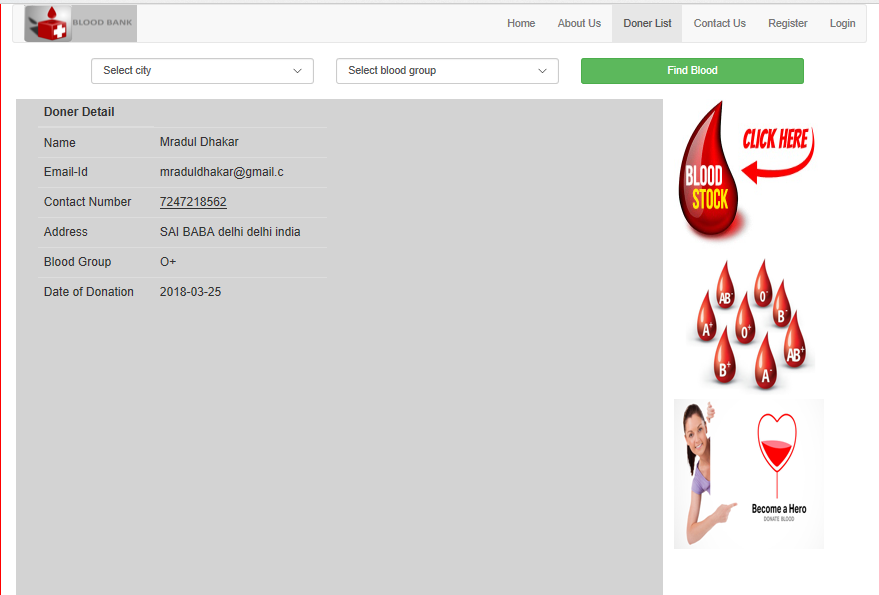 BLOOD BANK
Home About Us Doner List Contact Us Register Login
Select city Select blood group Find Blood
Doner Detail
Name Mradul Dhakar
Email-Id mraduldhakar@gmail.c
Contact Number 7247218562
Address SAI BABA delhi delhi india
Blood Group O+
Date of Donation 2018-03-25
CLICK HERE
BLOOD
STOCK
AB-
O-
B-
A+
O+
AB+
B+
A-
Become a Hero
DONATE BLOOD